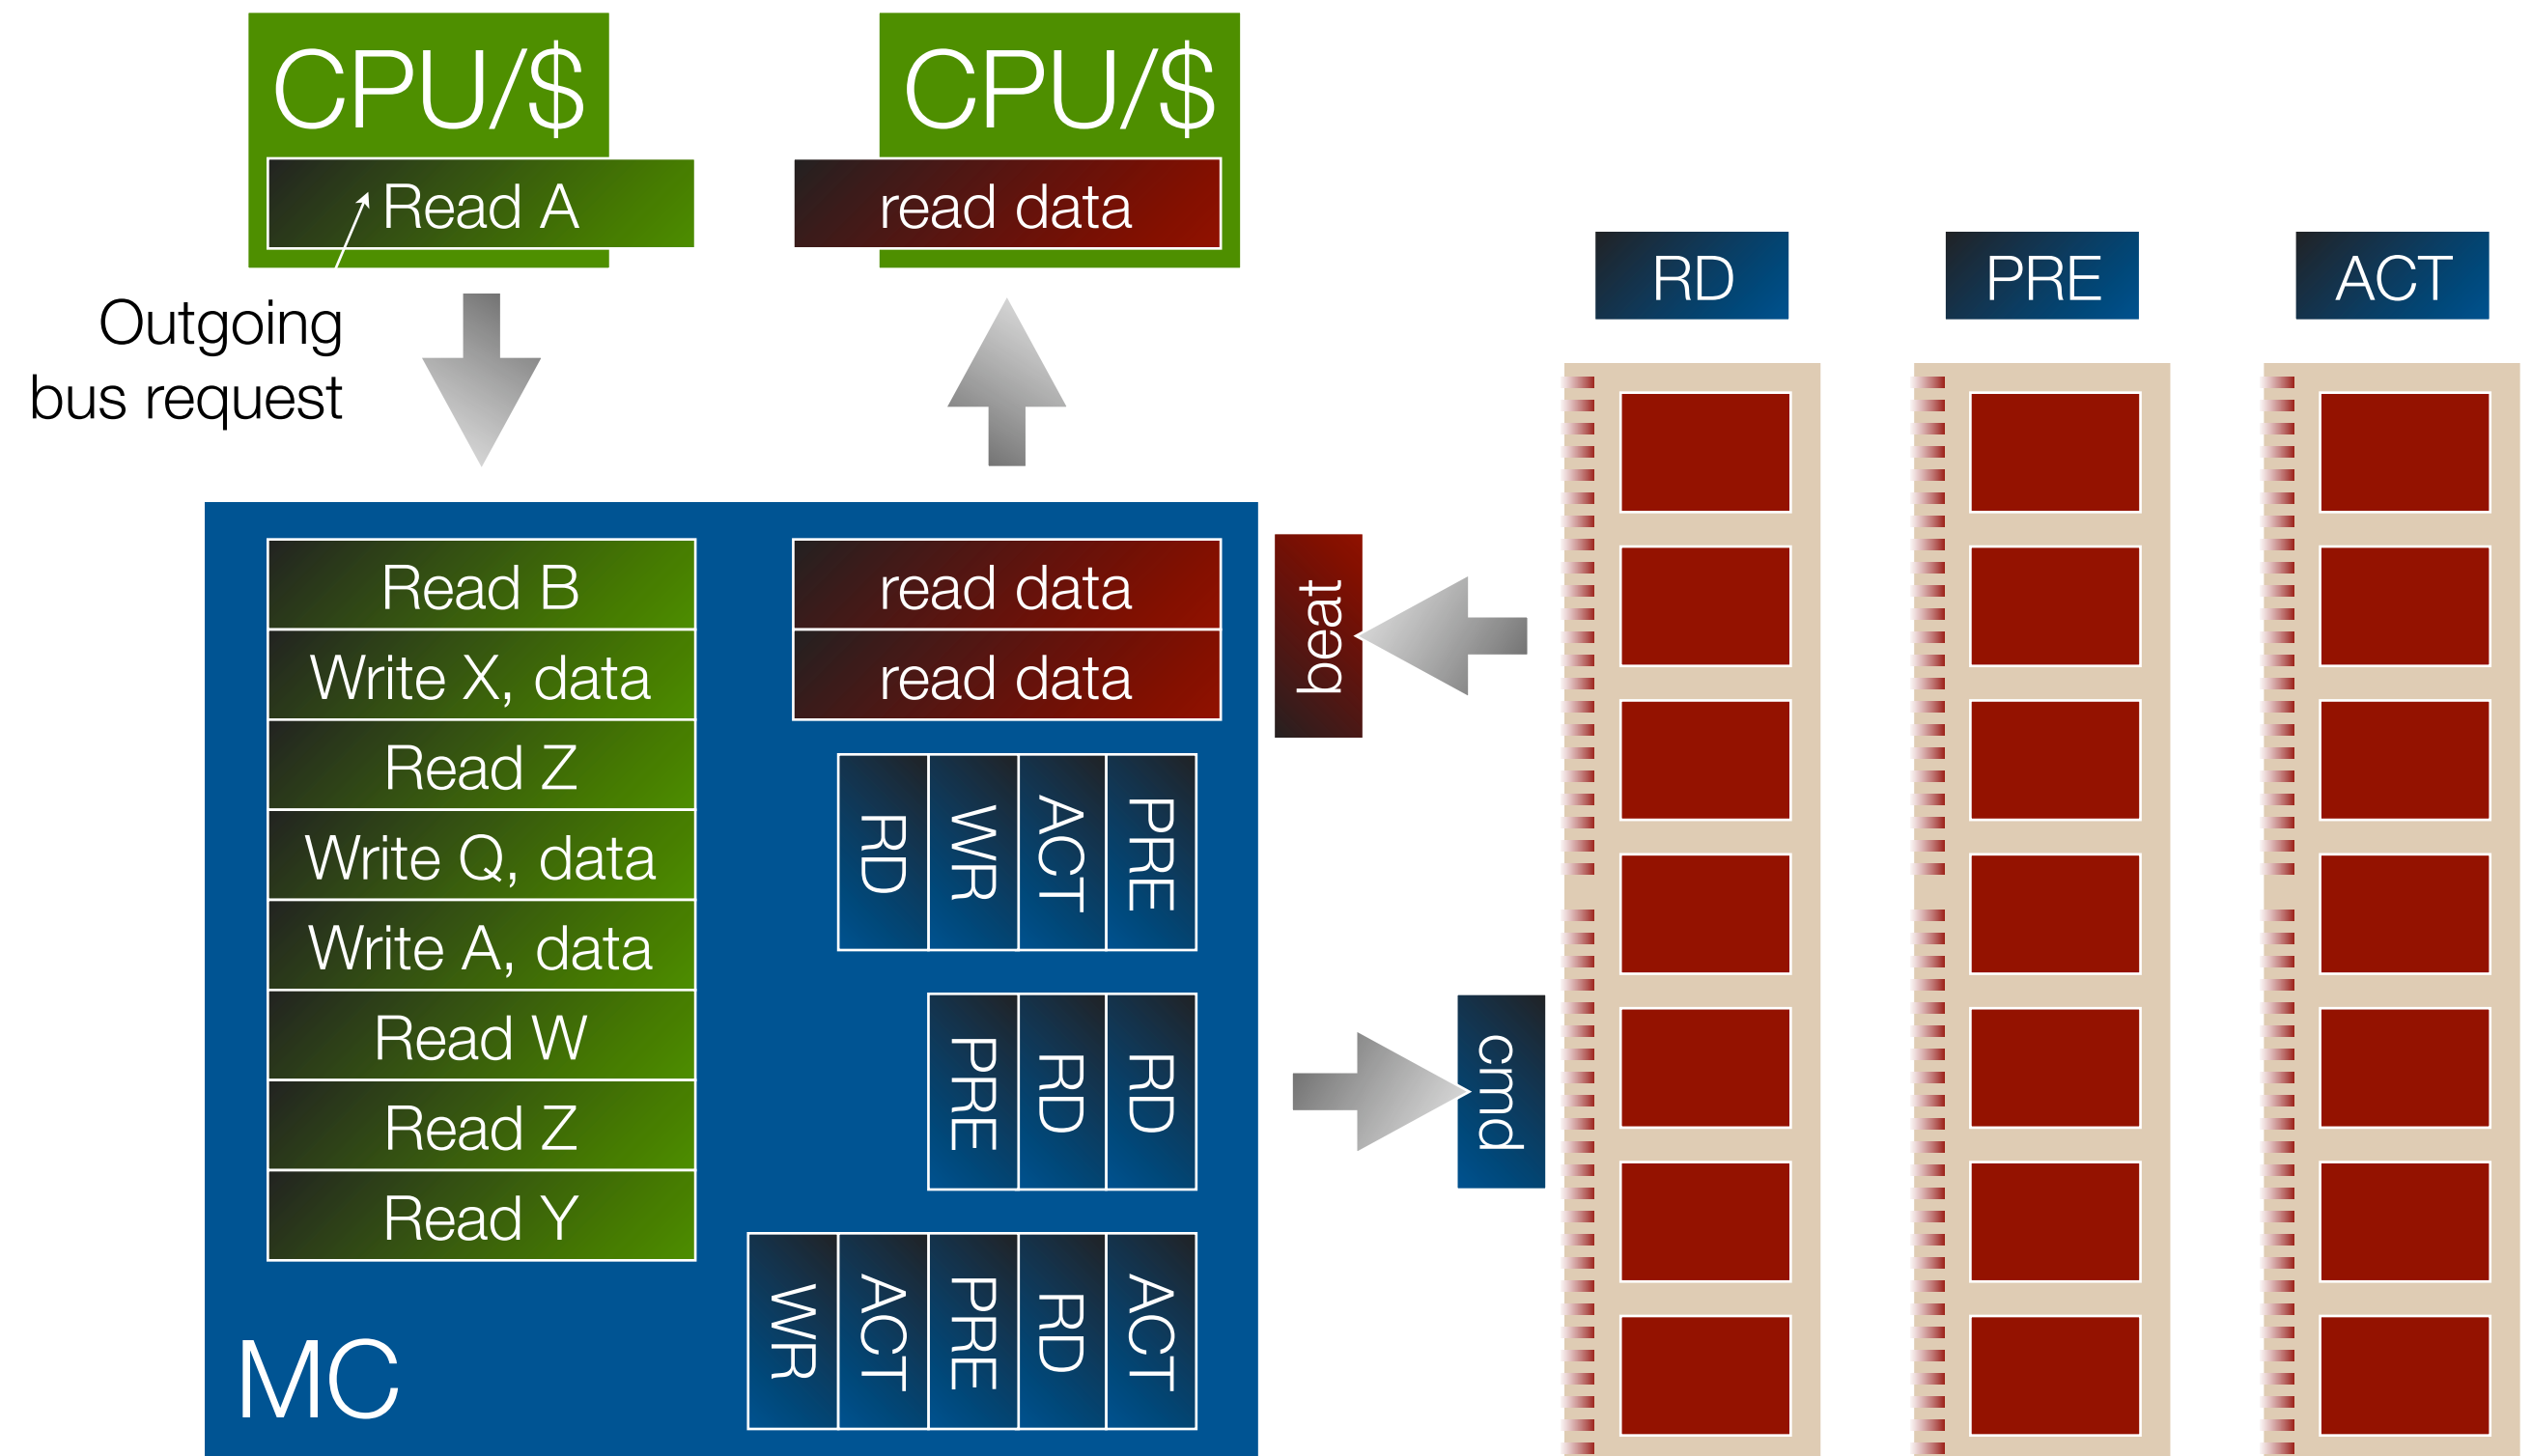 CPU/$
Read A
CPU/$
read data
Outgoing
bus request
RD
PRE
ACT
Read B
Write X, data
Read Z
Write Q, data
Write A, data
Read W
Read Z
Read Y
MC
read data
read data
RD
WR
ACT
PRE
PRE
RD
RD
WR
ACT
PRE
RD
ACT
beat
cmd